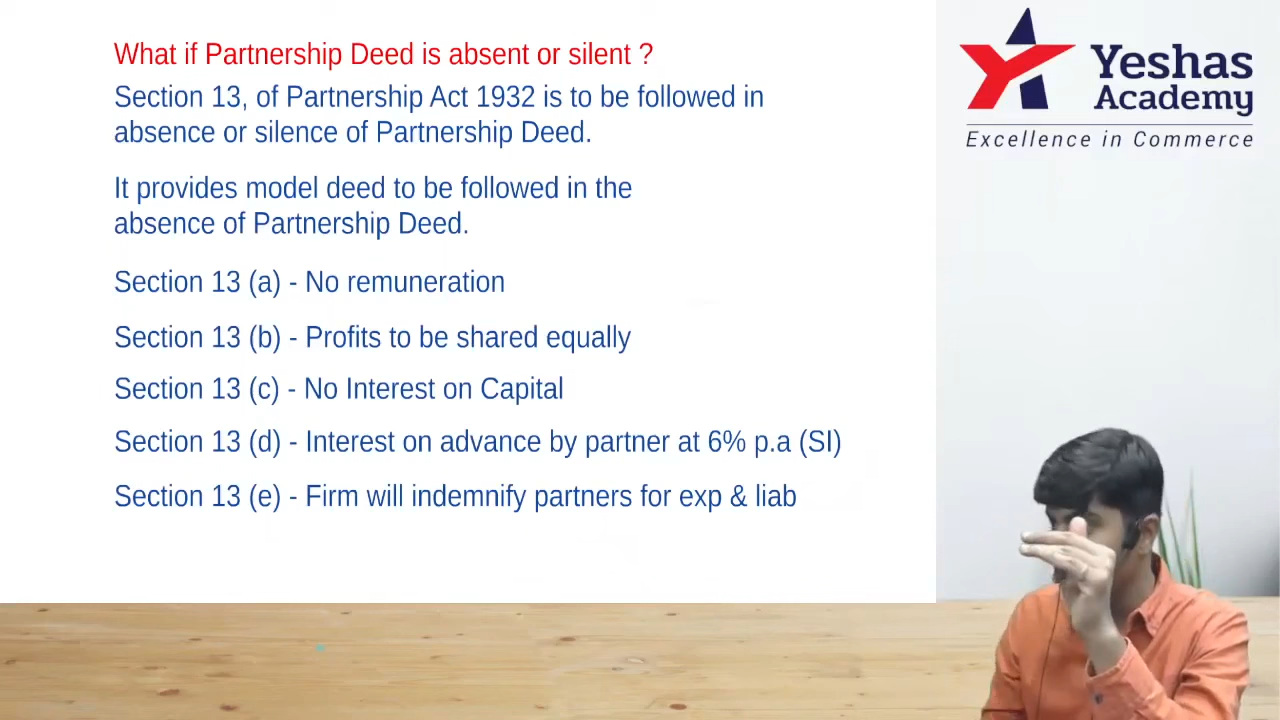 What if Partnership Deed is absent or silent ?
Section 13, of Partnership Act 1932 is to be followed in
absence or silence of Partnership Deed.
It provides model deed to be followed in the
absence of Partnership Deed.
Section 13 (a) - No remuneration
Section 13 (b) - Profits to be shared equally
Section 13 (c) - No Interest on Capital
Section 13 (d) - Interest on advance by partner at 6% p.a (SI)
Section 13 (e) - Firm will indemnify partners for exp & liab
Yeshas
Academy
Excellence in Commerce